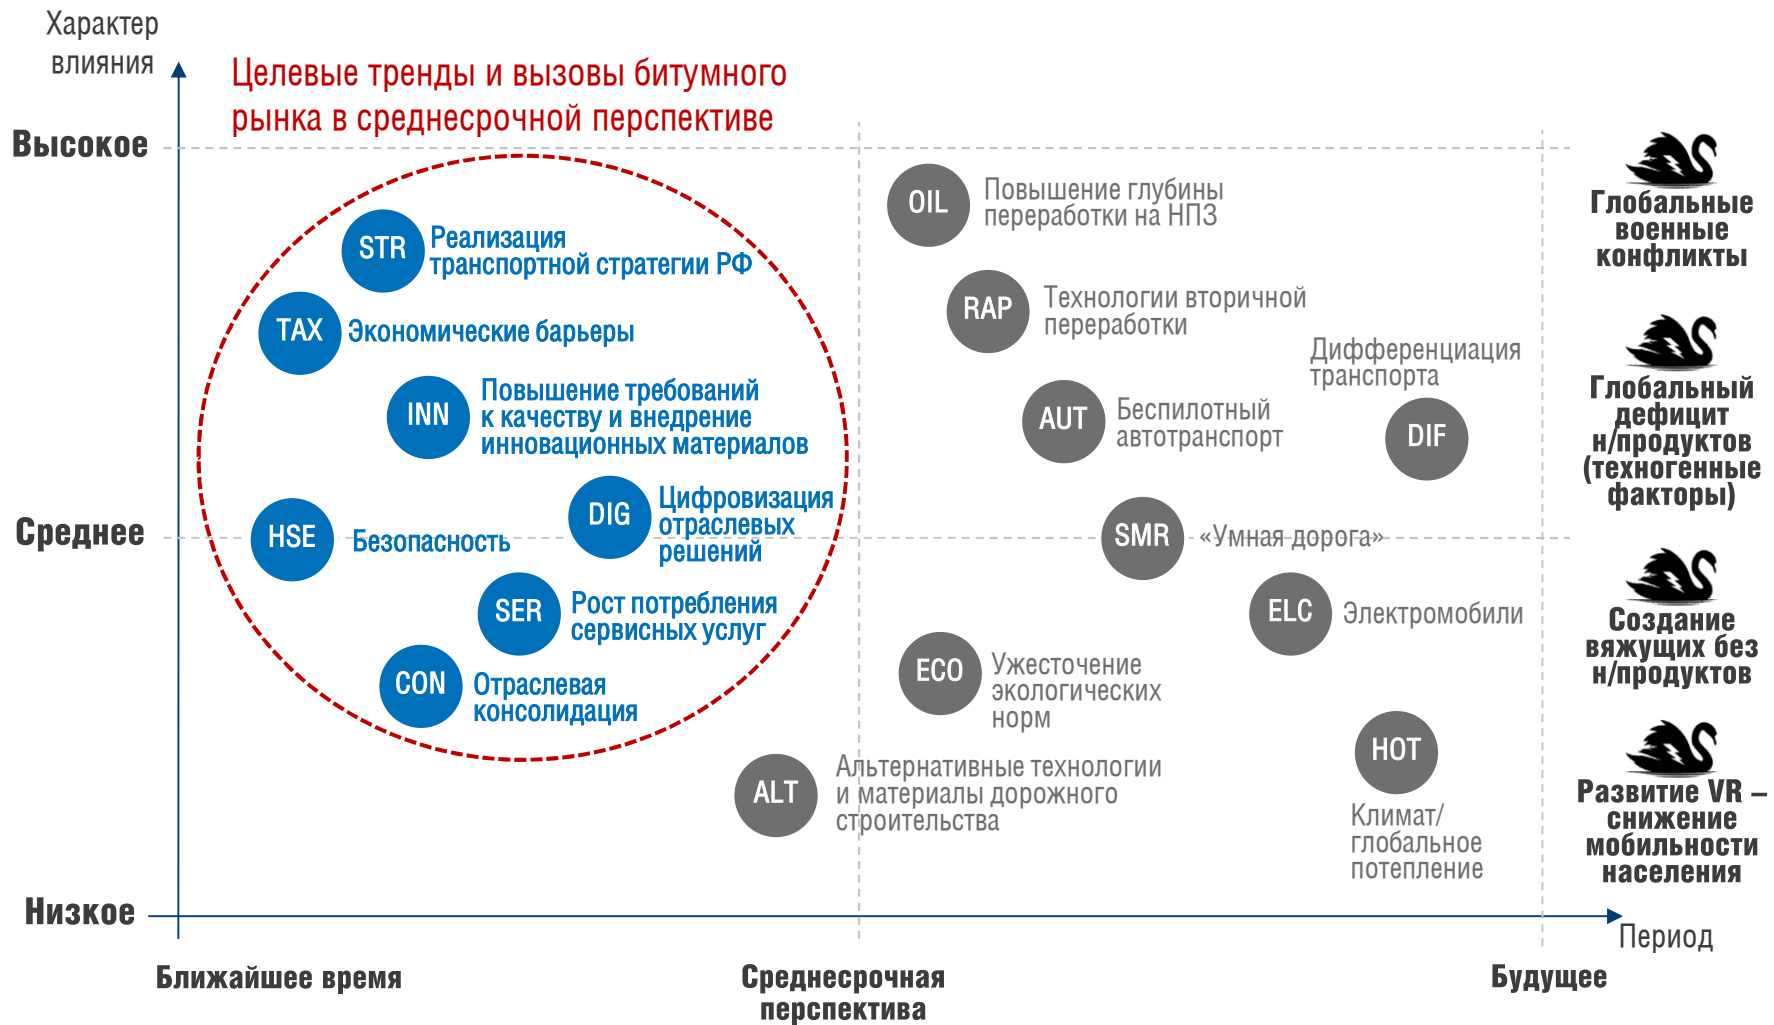 Характер
влияния
Целевые тренды и вызовы битумного
рынка в среднесрочной перспективе
Высокое
Среднее
Низкое
STR
Реализация
транспортной стратегии РФ
TAX
Экономические барьеры
INN
Повышение требований
к качеству и внедрение
инновационных материалов
HSE
Безопасность
DIG
Цифровизация
отраслевых
решений
SER
Рост потребления
сервисных услуг
CON
Отраслевая
консолидация
OIL
Повышение глубины
переработки на НПЗ
RAP
Технологии вторичной
переработки
AUT
Беспилотный
автотранспорт
Дифференциация
транспорта
DIF
SMR
«Умная дорога»
ELC
Электромобили
ECO
Ужесточение
экологических
норм
ALT
Альтернативные технологии
и материалы дорожного
строительства
HOT
Климат/
глобальное
потепление
Глобальные
военные
конфликты
Глобальный
дефицит
н/продуктов
(техногенные
факторы)
Создание
вяжущих без
н/продуктов
Развитие VR –
снижение
мобильности
населения
Период
Ближайшее время
Среднесрочная
перспектива
Будущее